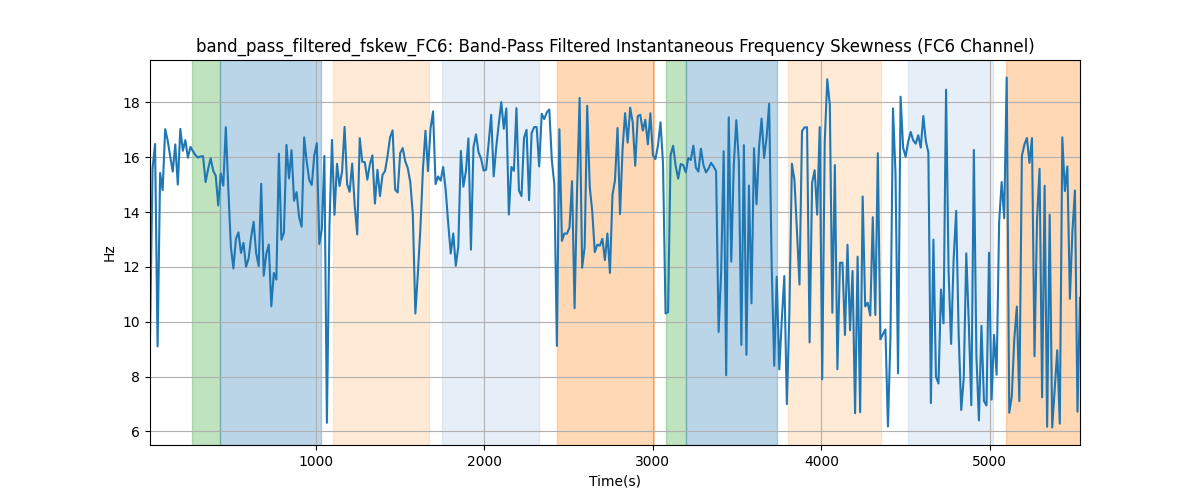 band_pass_filtered_fskew_FC6: Band-Pass Filtered Instantaneous Frequency Skewness (FC6 Channel)
18
16
14
12
10
8
6
Hz
1000 2000 3000 4000 5000
Time(s)